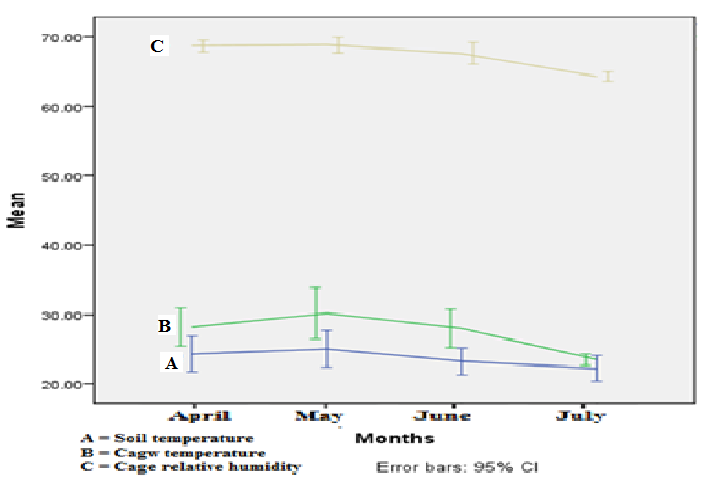 C
70.00
60.00
50.00
40.00
30.00
20.00
B
A
Mean
April May June July
Months
A = Soil temperature
B = Cagw temperature
C = Cage relative humidity
Error bars: 95% CI